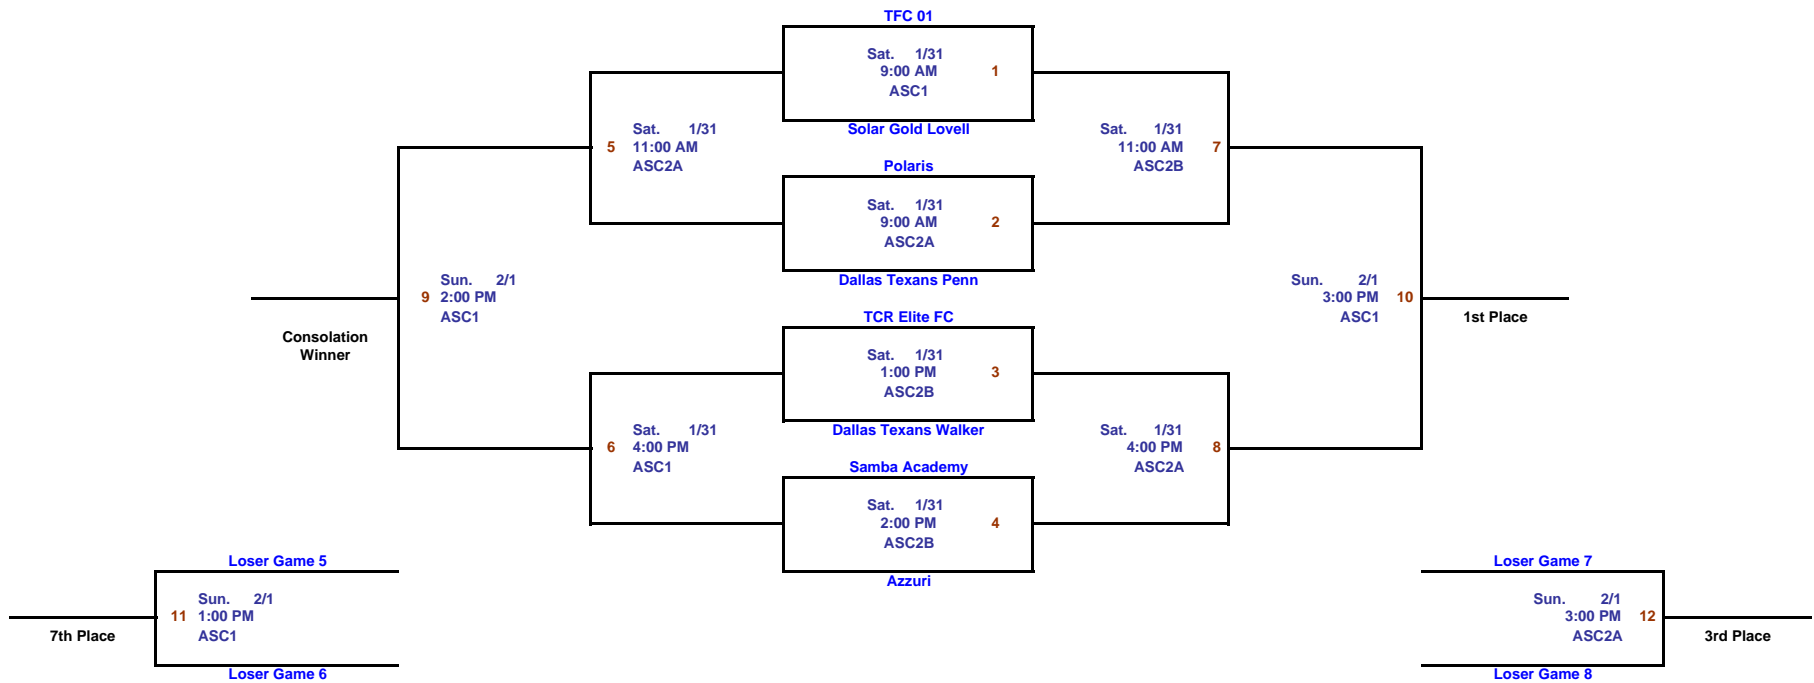 TFC 01
Sat. 1/31
9:00 AM 1
ASC1
Solar Gold Lovell
5 Sat. 1/31
11:00 AM
ASC2A
Sat. 1/31
11:00 AM 7
ASC2B
Polaris
Sat. 1/31
9:00 AM 2
ASC2A
Dallas Texans Penn
9 Sun. 2/1
2:00 PM
ASC1
Consolation
Winner
Sun. 2/1
3:00 PM 10
ASC1
1st Place
TCR Elite FC
Sat. 1/31
1:00 PM 3
ASC2B
Dallas Texans Walker
6 Sat. 1/31
4:00 PM
ASC1
Sat. 1/31
4:00 PM 8
ASC2A
Samba Academy
Sat. 1/31
2:00 PM 4
ASC2B
Azzuri
Loser Game 5
Sun. 2/1
11 1:00 PM
ASC1
7th Place
Loser Game 6
Loser Game 7
Sun. 2/1
3:00 PM 12
ASC2A
3rd Place
Loser Game 8